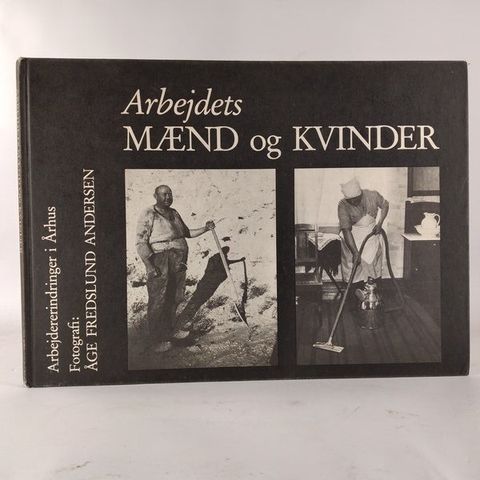 Arbejdets
MÆND og KVINDER
Arbejdererindringer i Århus
Fotografi:
ÅGE FREDSLUND ANDERSEN